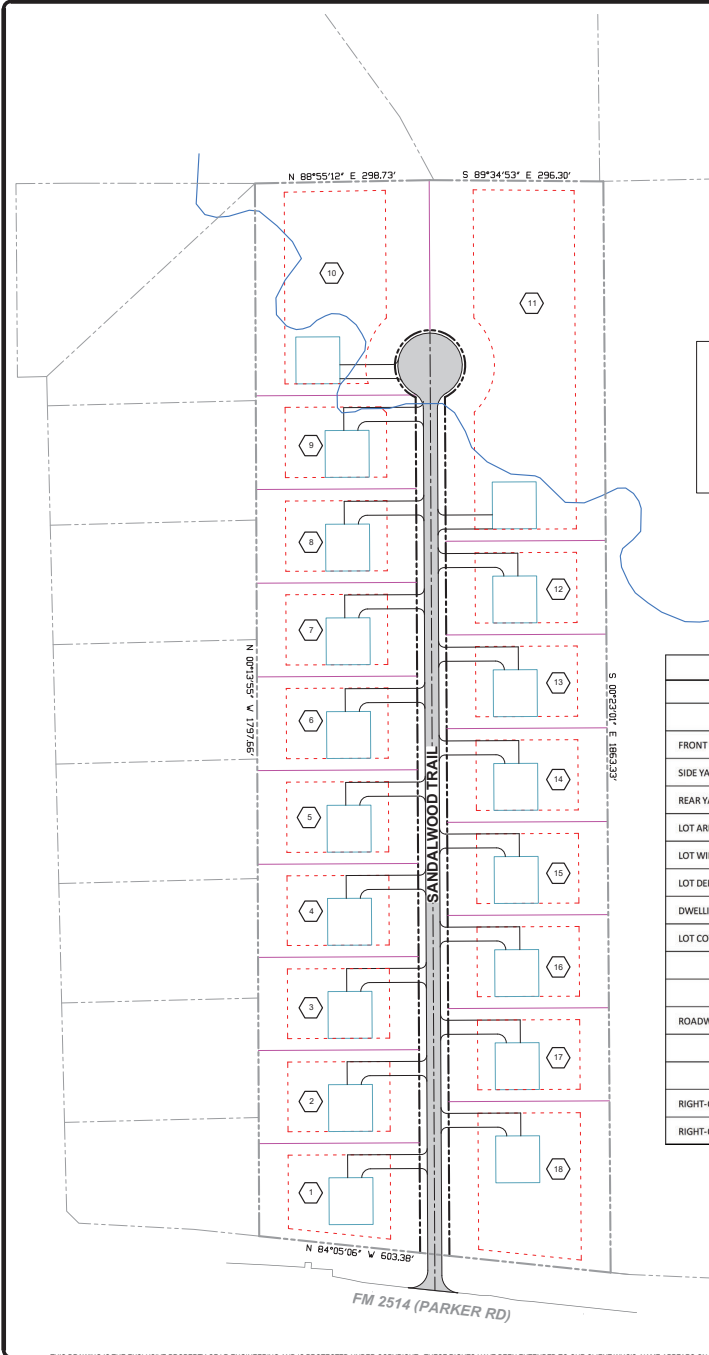 N 88°55'12" E 298.73'
S 89°34'53" E 296.30'
10
11
9
8
12
7
13
N 00°13'55" W 1797.66'
S 00°23'01" E 1863.33'
6
SANDALWOOD TRAIL
14
5
15
4
16
3
17
2
18
1
N 84°05'06" W 603.38'
FM 2514 (PARKER RD)
FRONT
SIDE YA
REAR YA
LOT ARE
LOT WI
LOT DE
DWELLI
LOT CO
ROADW
RIGHT-
RIGHT-